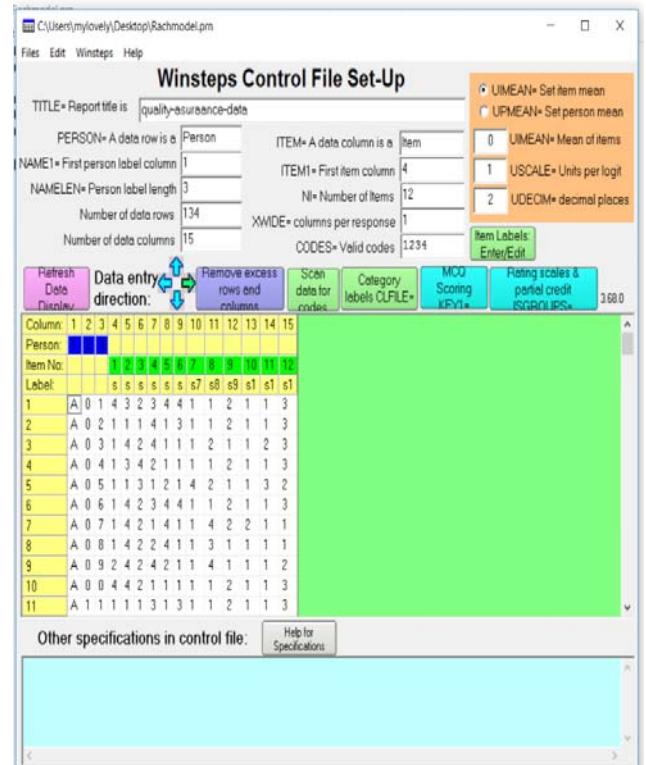 C:\Users\mylovely\Desktop\Rachmodel.prn
Files Edit Winsteps Help
Winsteps Control File Set-Up
TITLE= Report title is quality-asuraance-data
PERSON= A data row is a Person
NAME1= First person label column 1
NAMELEN= Person label length 3
Number of data rows 134
Number of data columns 15
ITEM= A data column is a Item
ITEM1= First item column 4
NI= Number of Items 12
XWIDE= columns per response 1
CODES= Valid codes 1234
UIMEAN= Set item mean
UPMEAN= Set person mean
0 UIMEAN= Mean of items
1 USCALE= Units per logit
2 UDECIM= decimal places
Item Labels:
Enter/Edit
Refresh
Data
Display
Data entry
direction:
Remove excess
rows and
columns
Scan
data for
codes
Category
labels CLFILE=
MCQ
Scoring
KEY1=
Rating scales &
partial credit
ISGROUPS=
3.68.0
Column: 1 2 3 4 5 6 7 8 9 10 11 12 13 14 15
Person:
Item No: 1 2 3 4 5 6 7 8 9 10 11 12
Label: s s s s s s s7 s8 s9 s1 s1 s1
1 A 0 1 4 3 2 3 4 4 1 1 2 1 1 3
2 A 0 2 1 1 1 4 1 3 1 1 2 1 1 3
3 A 0 3 1 4 2 4 1 1 1 2 1 1 2 3
4 A 0 4 1 3 4 2 1 1 1 1 2 1 1 3
5 A 0 5 1 1 3 1 2 1 4 2 1 1 3 2
6 A 0 6 1 4 2 3 4 4 1 1 2 1 1 3
7 A 0 7 1 4 2 1 4 1 1 4 2 2 1 1
8 A 0 8 1 4 2 2 4 1 1 3 1 1 1 1
9 A 0 9 2 4 2 4 2 1 1 4 1 1 1 2
10 A 0 0 4 4 2 1 1 1 1 1 2 1 1 3
11 A 1 1 1 1 1 3 1 3 1 1 2 1 1 3
Other specifications in control file:
Help for
Specifications